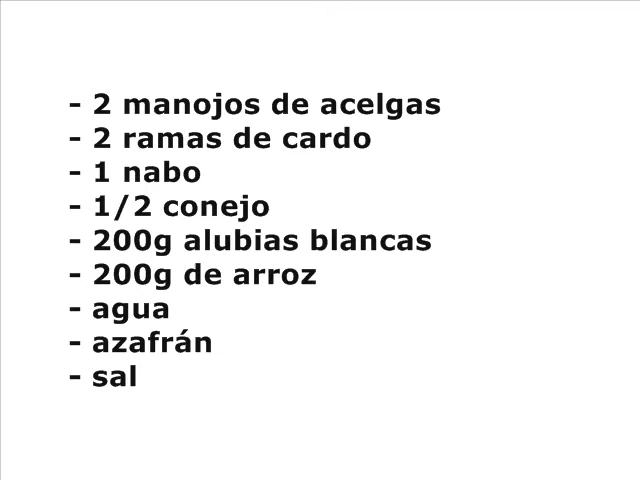 - 2 manojos de acelgas
- 2 ramas de cardo
- 1 nabo
- 1/2 conejo
- 200g alubias blancas
- 200g de arroz
- agua
- azafrán
- sal